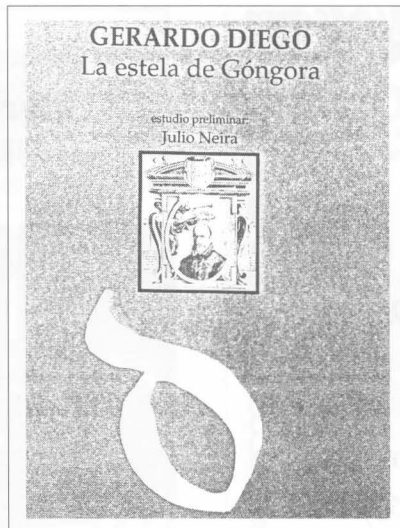 GERARDO DIEGO
La estela de Góngora
estudio preliminar:
Julio Neira